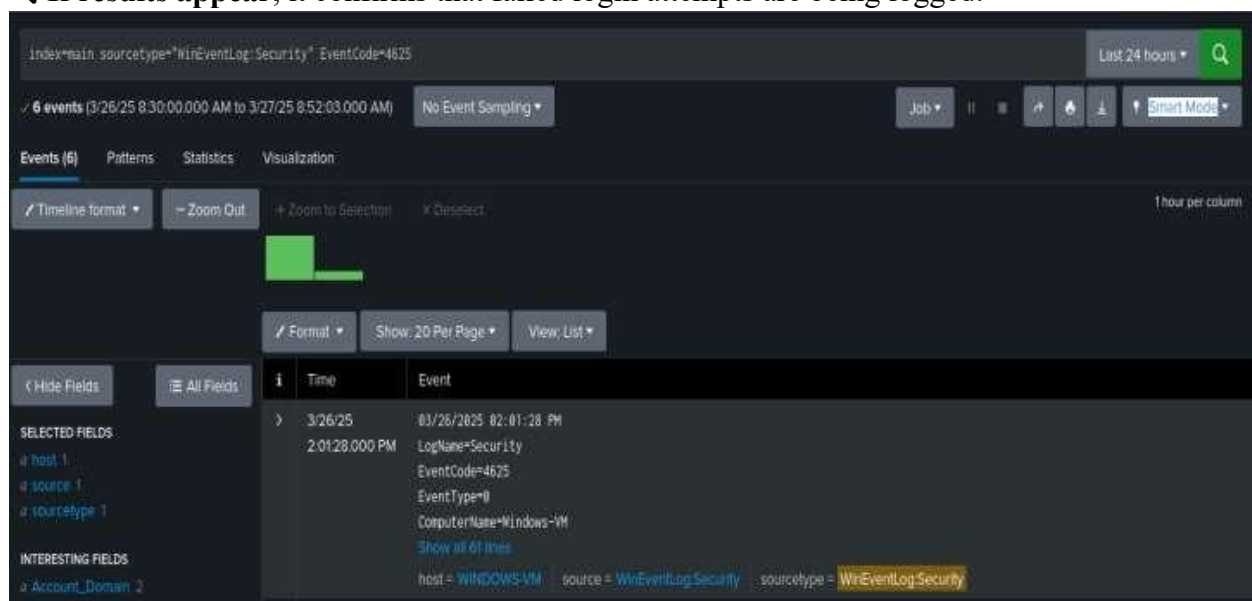 If results appear, it confirms that failed login attempts are being logged.
index=main sourcetype="WinEventLog:Security" EventCode=4625
Last 24 hours
✓ 6 events (3/26/25 8:30:00.000 AM to 3/27/25 8:52:03.000 AM)
No Event Sampling
Job
Smart Mode
Events (6) Patterns Statistics Visualization
Timeline format
− Zoom Out
+ Zoom to Selection
× Deselect
1 hour per column
Format
Show: 20 Per Page
View: List
< Hide Fields
All Fields
i Time Event
SELECTED FIELDS
a host 1
a source 1
a sourcetype 1
INTERESTING FIELDS
a Account_Domain 2
> 3/26/25
2:01:28.000 PM
03/26/2025 02:01:28 PM
LogName=Security
EventCode=4625
EventType=0
ComputerName=Windows-VM
Show all 61 lines
host = WINDOWS-VM source = WinEventLog:Security sourcetype = WinEventLog:Security